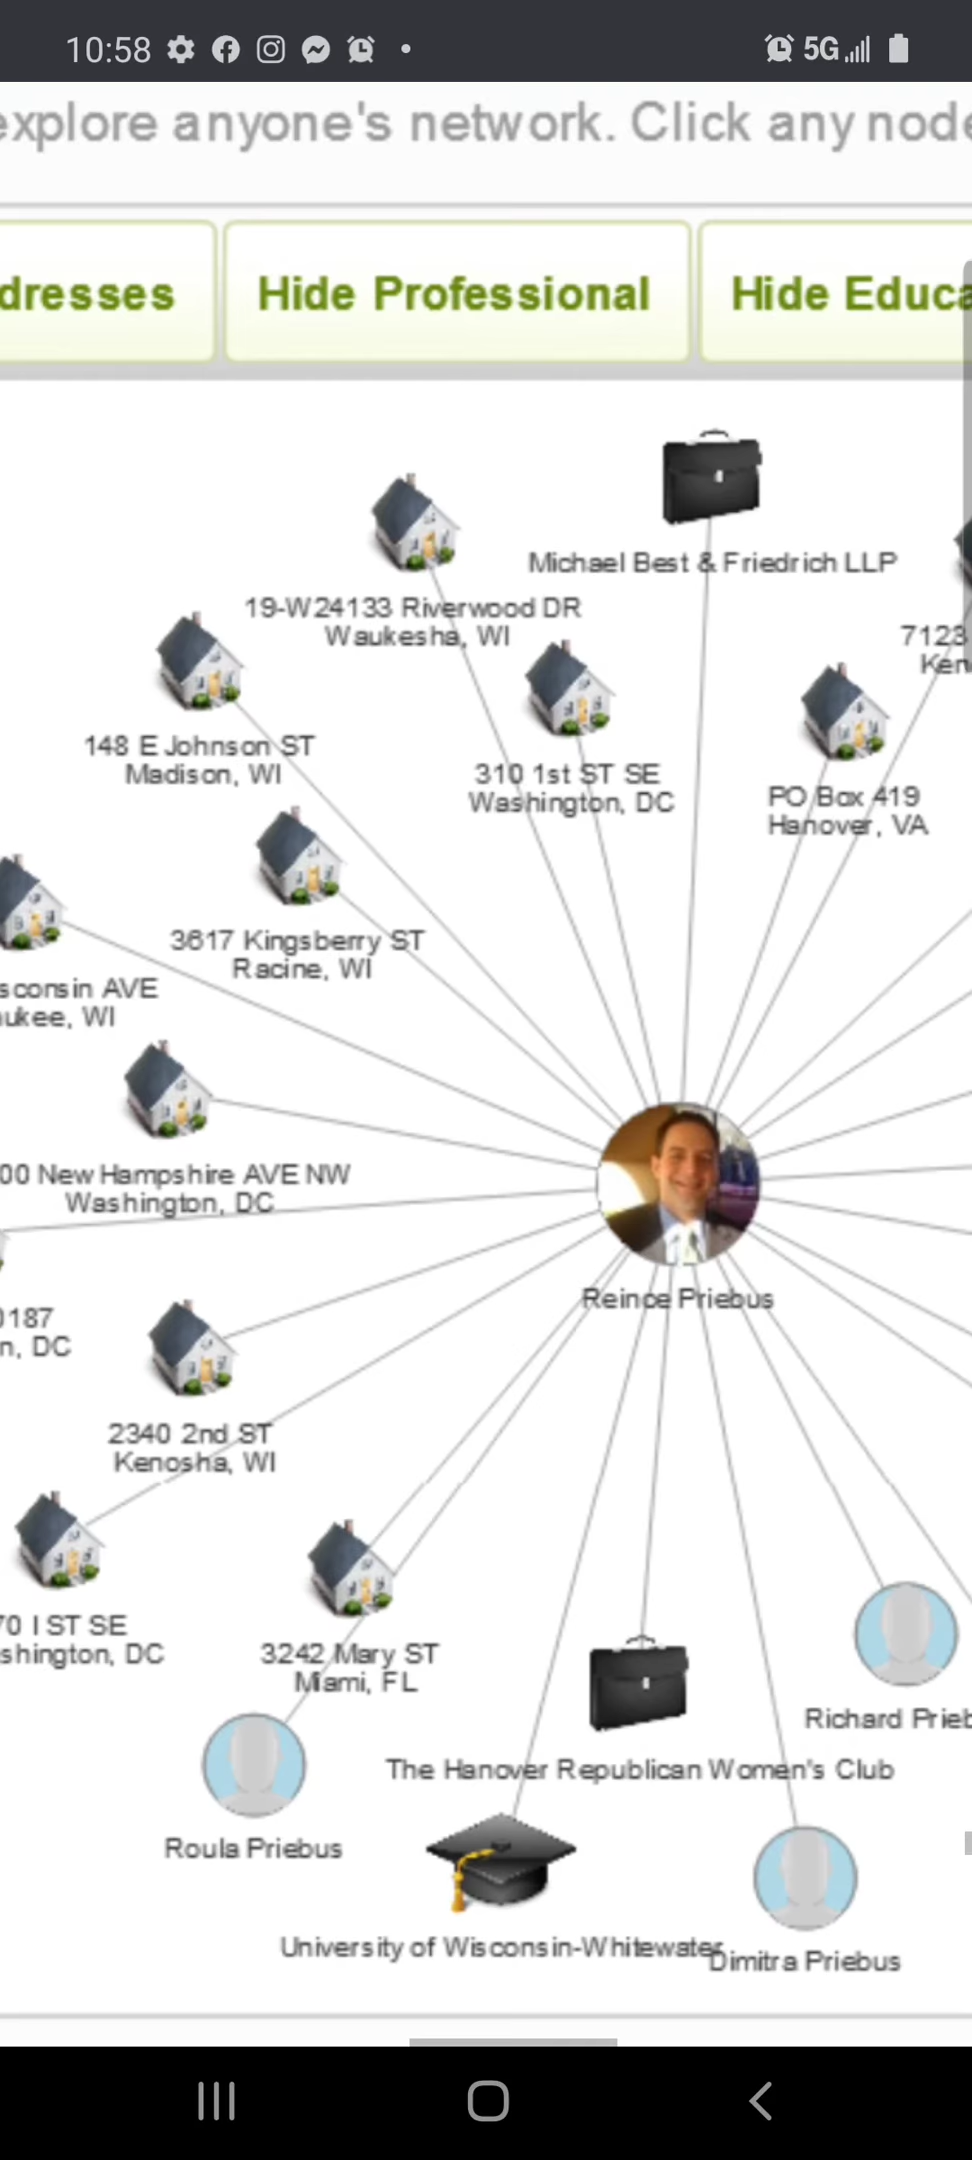 10:58
5G
explore anyone's network. Click any node
dresses
Hide Professional
Hide Educa
Michael Best & Friedrich LLP
19-W24133 Riverwood DR
Waukesha, WI
7123
Ken
148 E Johnson ST
Madison, WI
310 1st ST SE
Washington, DC
PO Box 419
Hanover, VA
3617 Kingsberry ST
Racine, WI
sconsin AVE
ukee, WI
00 New Hampshire AVE NW
Washington, DC
Reince Priebus
0187
n, DC
2340 2nd ST
Kenosha, WI
70 I ST SE
shington, DC
3242 Mary ST
Miami, FL
Richard Prieb
The Hanover Republican Women's Club
Roula Priebus
University of Wisconsin-Whitewater
Dimitra Priebus